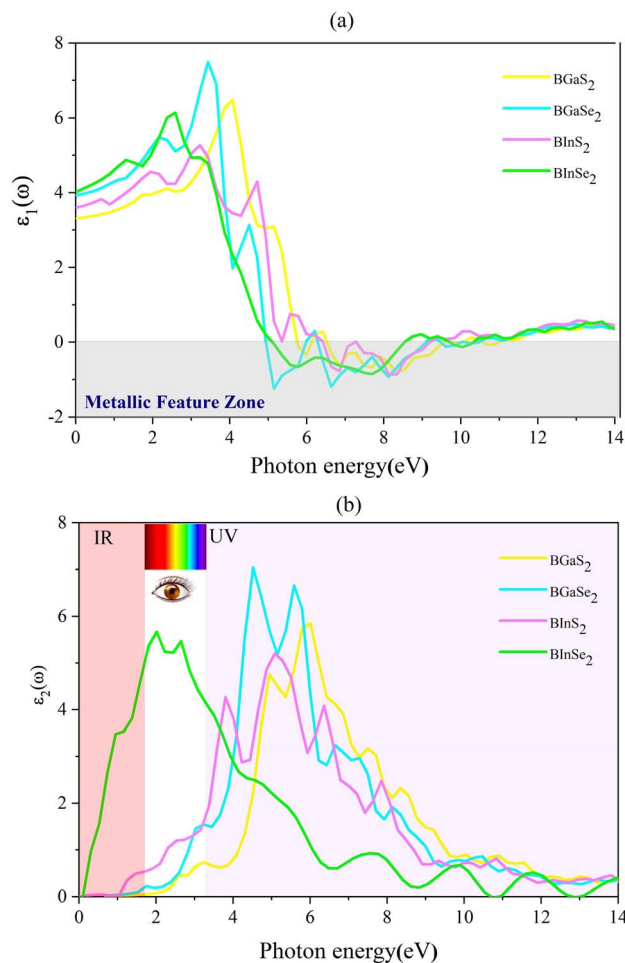 (a)
8
6
4
2
0
-2
ε₁(ω)
BGaS₂
BGaSe₂
BInS₂
BInSe₂
Metallic Feature Zone
0 2 4 6 8 10 12 14
Photon energy(eV)
(b)
8
6
4
2
0
ε₂(ω)
IR UV
BGaS₂
BGaSe₂
BInS₂
BInSe₂
0 2 4 6 8 10 12 14
Photon energy(eV)